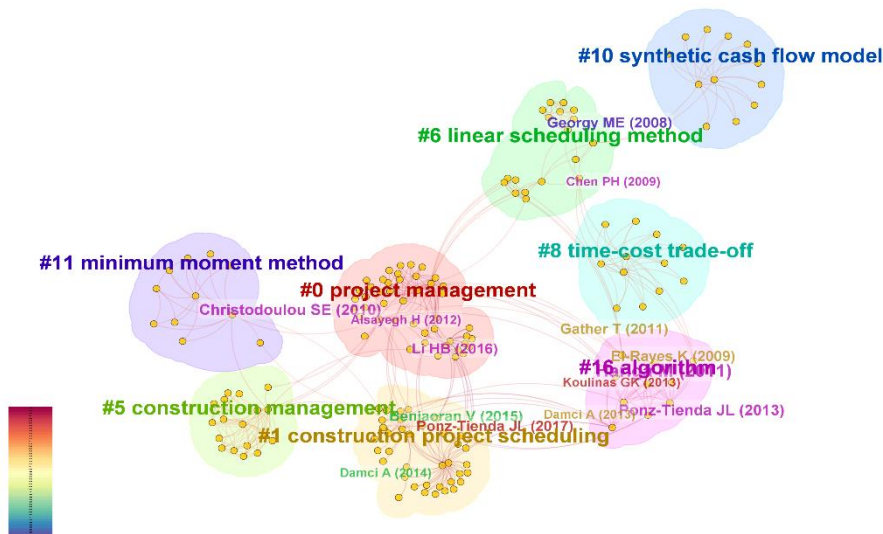 #10 synthetic cash flow model
Georgy ME (2008)
#6 linear scheduling method
Chen PH (2009)
#8 time-cost trade-off
#11 minimum moment method
#0 project management
Christodoulou SE (2010)
Alsayegh H (2012)
Gather T (2011)
Li HB (2016)
El-Rayes K (2009)
#16 algorithm
Koulinas GK (2013)
#5 construction management
Benjaoran V (2015)
Damci A (2013)
Ponz-Tienda JL (2013)
Ponz-Tienda JL (2017)
#1 construction project scheduling
Damci A (2014)